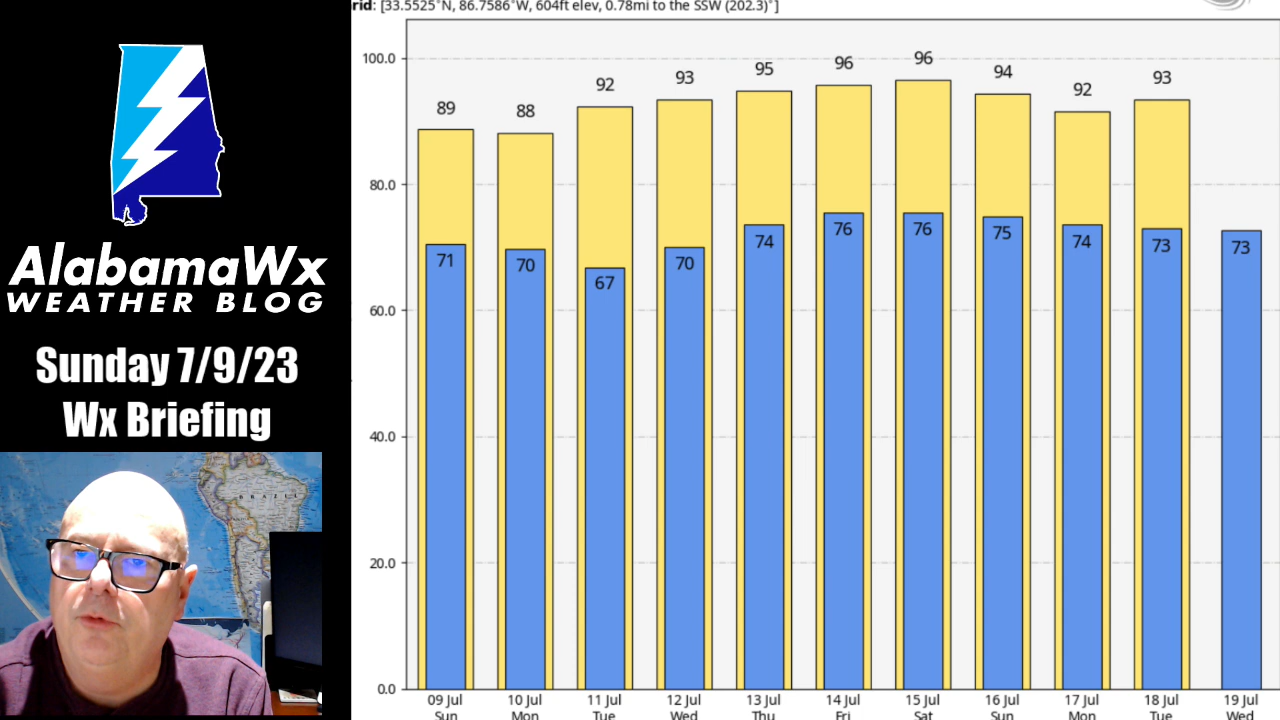 rid: [33.5525°N, 86.7586°W, 604ft elev, 0.78mi to the SSW (202.3)°]
AlabamaWx
WEATHER BLOG
Sunday 7/9/23
Wx Briefing
BRAZIL
100.0
80.0
60.0
40.0
20.0
0.0
89 88 92 93 95 96 96 94 92 93
71 70 67 70 74 76 76 75 74 73 73
09 Jul 10 Jul 11 Jul 12 Jul 13 Jul 14 Jul 15 Jul 16 Jul 17 Jul 18 Jul 19 Jul
Sun Mon Tue Wed Thu Fri Sat Sun Mon Tue Wed